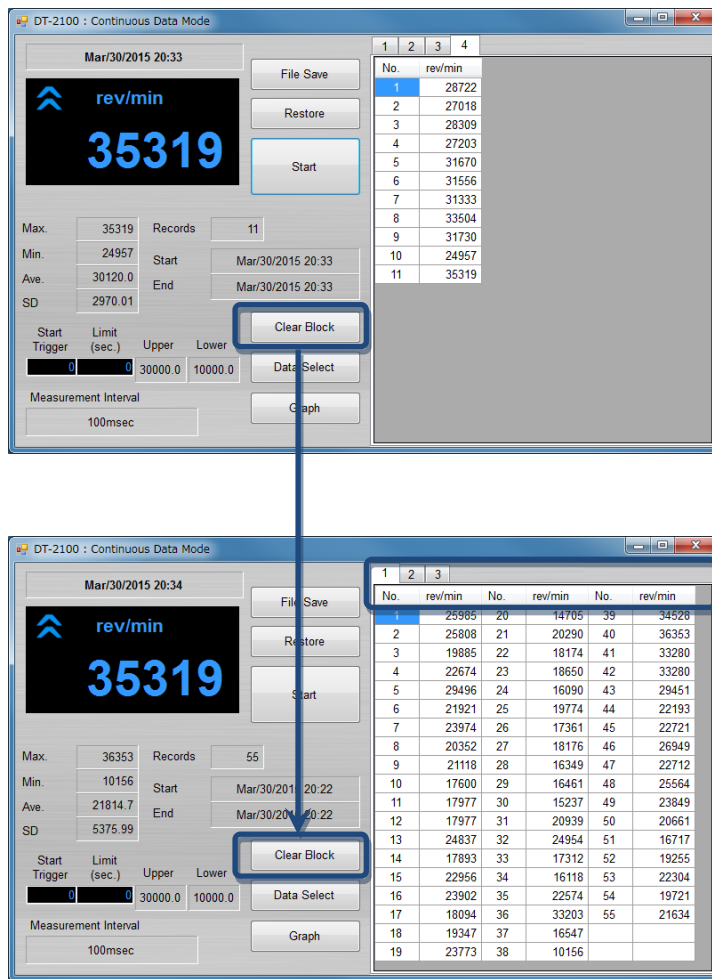 DT-2100 : Continuous Data Mode
Mar/30/2015 20:33
rev/min
35319
File Save
Restore
Start
Max. 35319 Records 11
Min. 24957 Start Mar/30/2015 20:33
Ave. 30120.0 End Mar/30/2015 20:33
SD 2970.01
Clear Block
Start Trigger Limit (sec.) Upper Lower
0 0 30000.0 10000.0
Data Select
Measurement Interval
100msec
Graph
1 2 3 4
No. rev/min
1 28722
2 27018
3 28309
4 27203
5 31670
6 31556
7 31333
8 33504
9 31730
10 24957
11 35319
DT-2100 : Continuous Data Mode
Mar/30/2015 20:34
rev/min
35319
File Save
Restore
Start
Max. 36353 Records 55
Min. 10156 Start
Ave. 21814.7 End
SD 5375.99
Clear Block
Start Trigger Limit (sec.) Upper Lower
0 0 30000.0 10000.0
Data Select
Measurement Interval
100msec
Graph
1 2 3
No. rev/min No. rev/min No. rev/min
1 25985 20 14705 39 34528
2 25808 21 20290 40 36353
3 19885 22 18174 41 33280
4 22674 23 18650 42 33280
5 29496 24 16090 43 29451
6 21921 25 19774 44 22193
7 23974 26 17361 45 22721
8 20352 27 18176 46 26949
9 21118 28 16349 47 22712
10 17600 29 16461 48 25564
11 17977 30 15237 49 23849
12 17977 31 20939 50 20661
13 24837 32 24954 51 16717
14 17893 33 17312 52 19255
15 22956 34 16118 53 22304
16 23902 35 22574 54 19721
17 18094 36 33203 55 21634
18 19347 37 16547
19 23773 38 10156